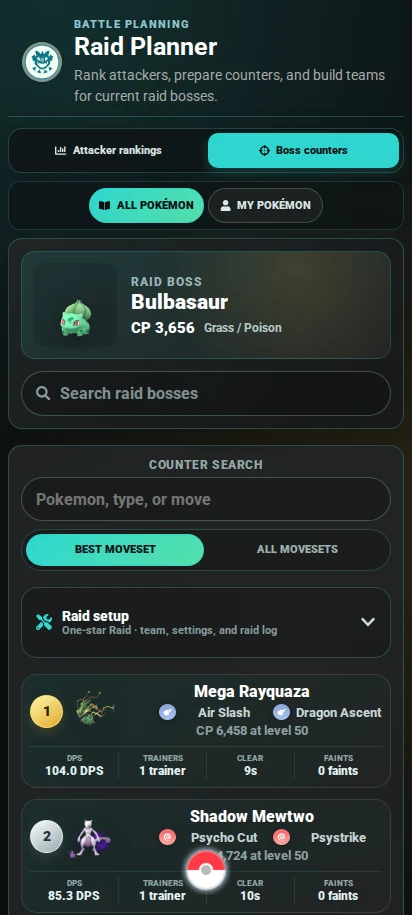 BATTLE PLANNING
Raid Planner
Rank attackers, prepare counters, and build teams
for current raid bosses.
Attacker rankings
Boss counters
ALL POKÉMON
MY POKÉMON
RAID BOSS
Bulbasaur
CP 3,656 Grass / Poison
Search raid bosses
COUNTER SEARCH
Pokemon, type, or move
BEST MOVESET
ALL MOVESETS
Raid setup
One-star Raid · team, settings, and raid log
1
Mega Rayquaza
Air Slash Dragon Ascent
CP 6,458 at level 50
DPS TRAINERS CLEAR FAINTS
104.0 DPS 1 trainer 9s 0 faints
2
Shadow Mewtwo
Psycho Cut Psystrike
,724 at level 50
DPS TRAINERS CLEAR FAINTS
85.3 DPS 1 trainer 10s 0 faints